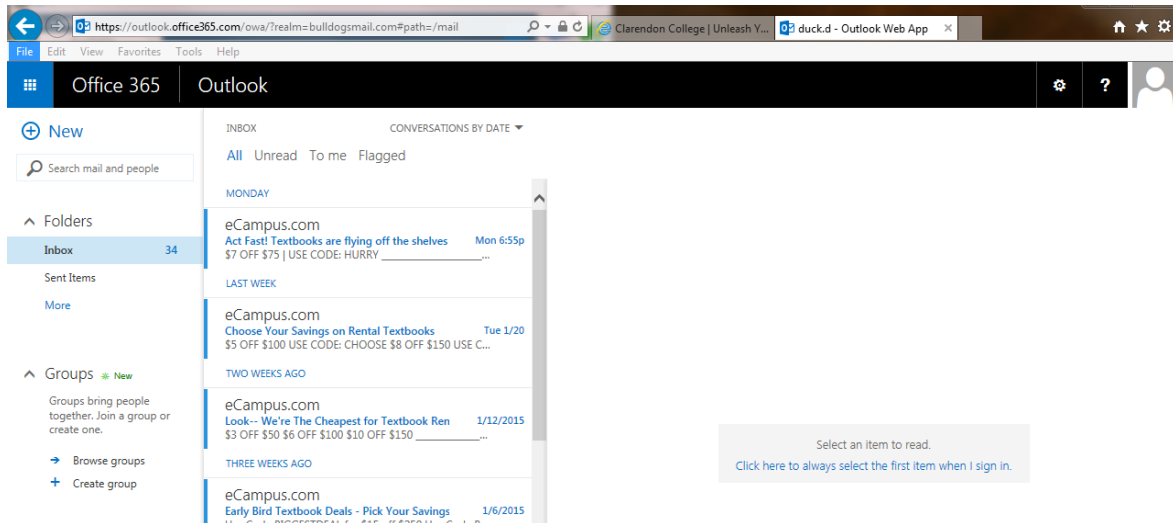 https://outlook.office365.com/owa/?realm=bulldogsmail.com#path=/mail
Clarendon College | Unleash Y...
duck.d - Outlook Web App
File Edit View Favorites Tools Help
Office 365 Outlook
?
New
Search mail and people
Folders
Inbox 34
Sent Items
More
Groups New
Groups bring people
together. Join a group or
create one.
Browse groups
Create group
INBOX CONVERSATIONS BY DATE
All Unread To me Flagged
MONDAY
eCampus.com
Act Fast! Textbooks are flying off the shelves Mon 6:55p
$7 OFF $75 | USE CODE: HURRY ___________________...
LAST WEEK
eCampus.com
Choose Your Savings on Rental Textbooks Tue 1/20
$5 OFF $100 USE CODE: CHOOSE $8 OFF $150 USE C...
TWO WEEKS AGO
eCampus.com
Look-- We're The Cheapest for Textbook Ren 1/12/2015
$3 OFF $50 $6 OFF $100 $10 OFF $150 ____________...
THREE WEEKS AGO
eCampus.com
Early Bird Textbook Deals - Pick Your Savings 1/6/2015
Select an item to read.
Click here to always select the first item when I sign in.